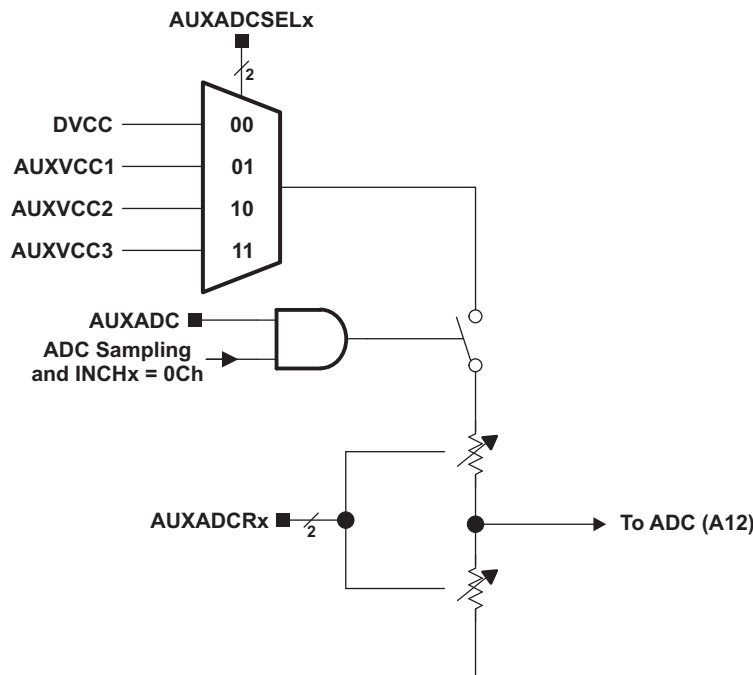 AUXADCSELx
2
DVCC
00
AUXVCC1
01
AUXVCC2
10
AUXVCC3
11
AUXADC
ADC Sampling
and INCHx = 0Ch
AUXADCRx
2
To ADC (A12)